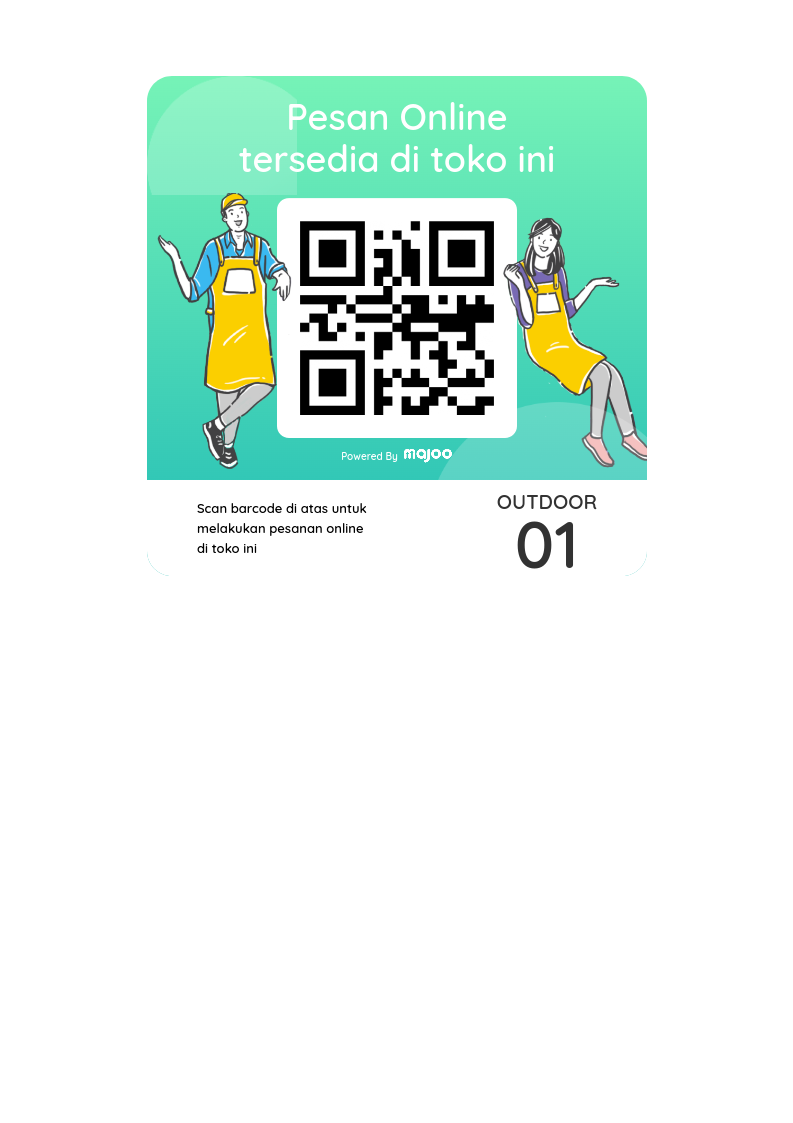 Pesan Online
tersedia di toko ini
Powered By majoo
Scan barcode di atas untuk
melakukan pesanan online
di toko ini
OUTDOOR
01